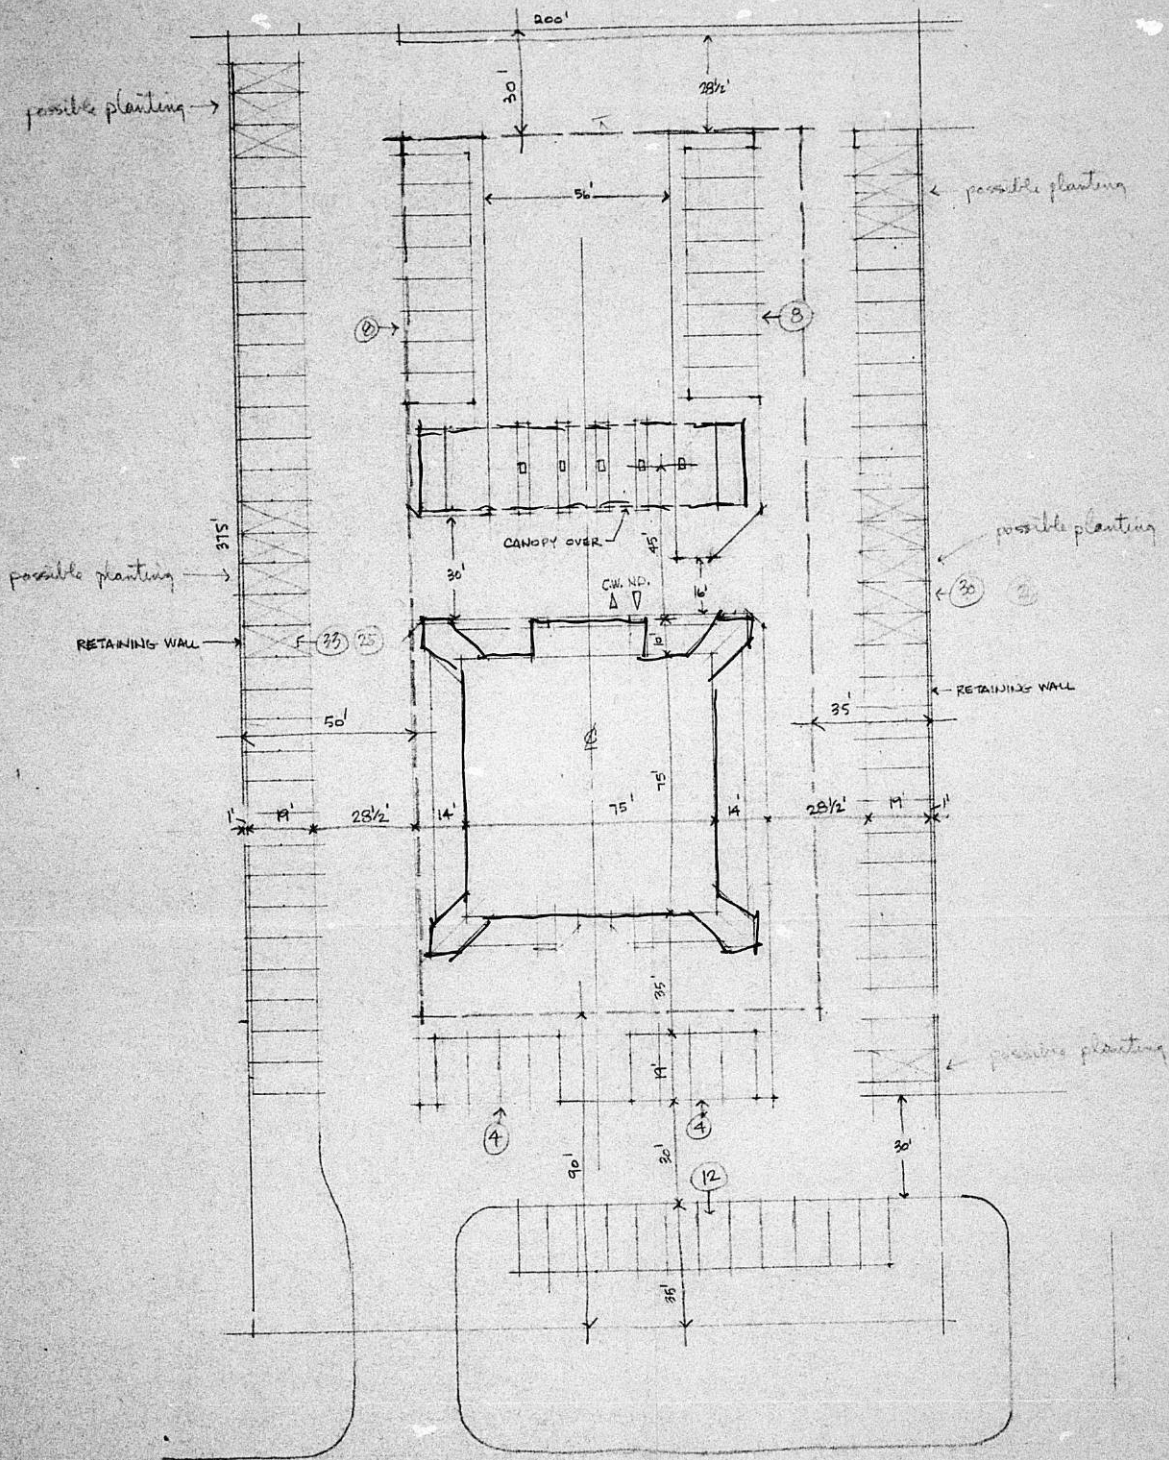 200'
30'
28½'
possible planting
possible planting
56'
8
8
375'
CANOPY OVER
45'
possible planting
possible planting
30'
C.W. N.P.
16'
30
RETAINING WALL
33 25
RETAINING WALL
50'
35'
₵
75'
1' 19' 28½' 14' 75' 14' 28½' 19' 1'
35'
19'
possible planting
4
4
90'
30'
12
30'